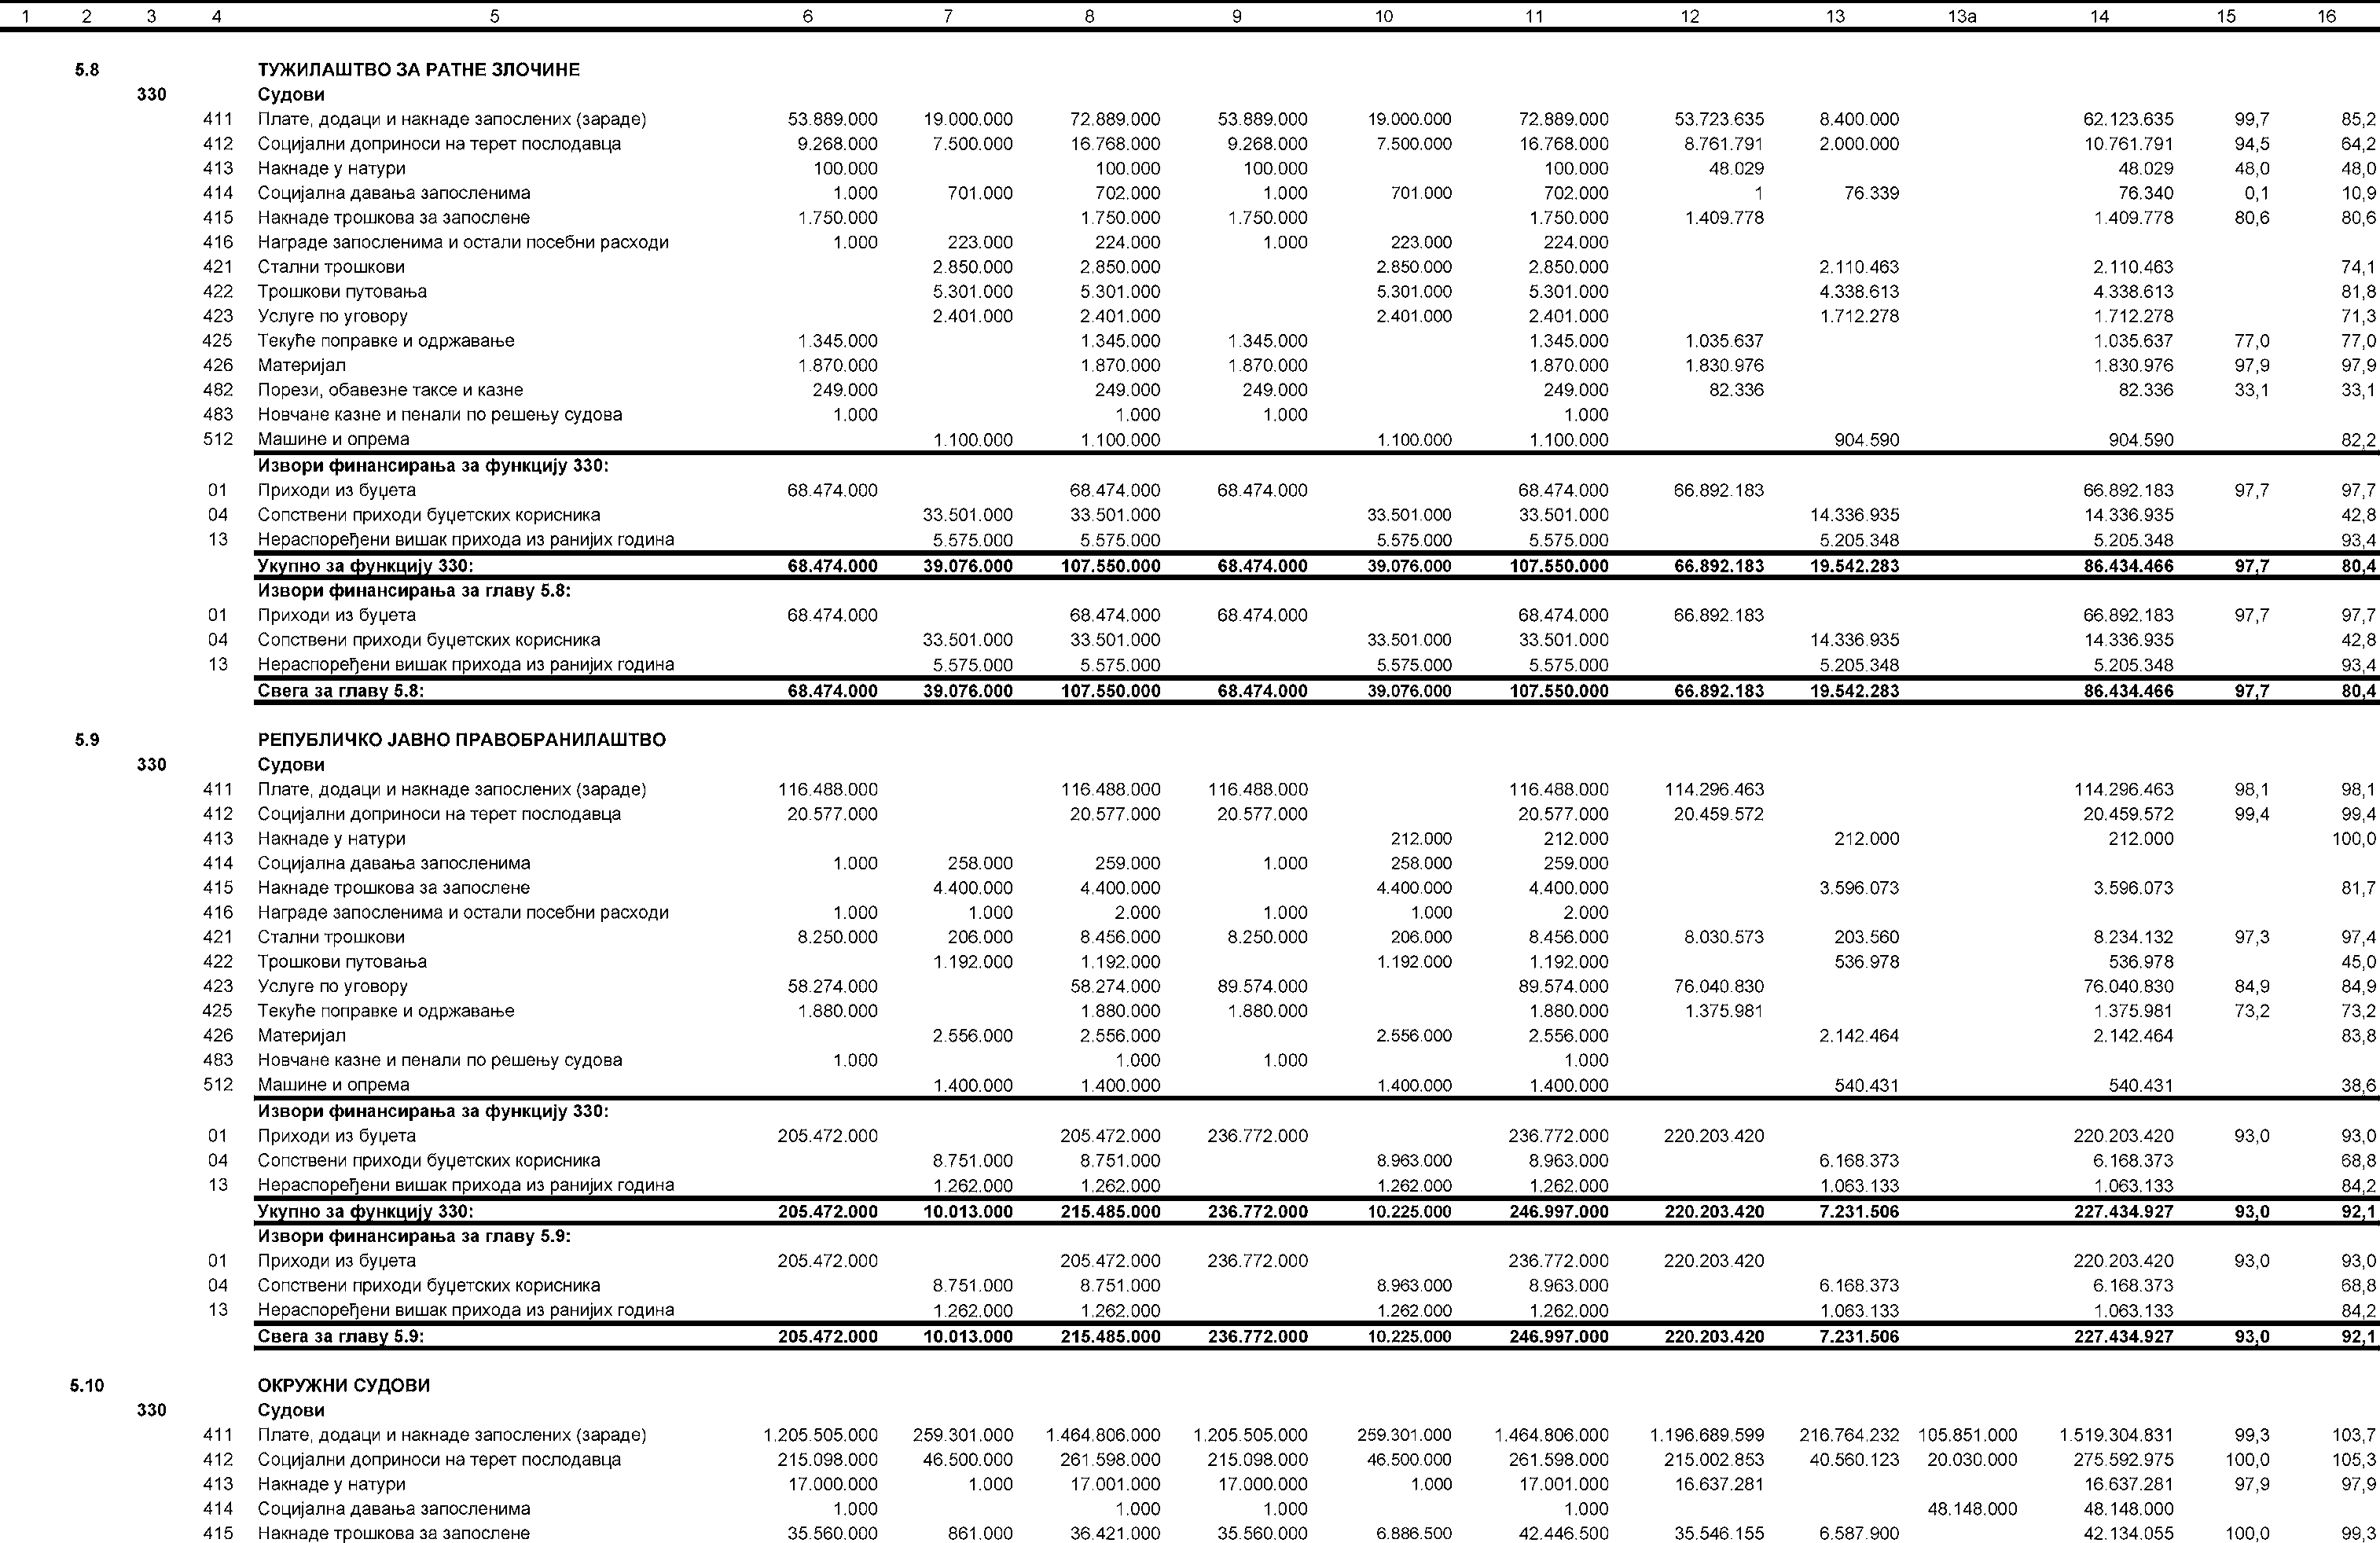 1 2 3 4 5 6 7 8 9 10 11 12 13 13a 14 15 16
5.8 ТУЖИЛАШТВО ЗА РАТНЕ ЗЛОЧИНЕ
330 Судови
411 Плате, додаци и накнаде запослених (зараде) 53.889.000 19.000.000 72.889.000 53.889.000 19.000.000 72.889.000 53.723.635 8.400.000 62.123.635 99,7 85,2
412 Социјални доприноси на терет послодавца 9.268.000 7.500.000 16.768.000 9.268.000 7.500.000 16.768.000 8.761.791 2.000.000 10.761.791 94,5 64,2
413 Накнаде у натури 100.000 100.000 100.000 100.000 48.029 48.029 48,0 48,0
414 Социјална давања запосленима 1.000 701.000 702.000 1.000 701.000 702.000 1 76.339 76.340 0,1 10,9
415 Накнаде трошкова за запослене 1.750.000 1.750.000 1.750.000 1.750.000 1.409.778 1.409.778 80,6 80,6
416 Награде запосленима и остали посебни расходи 1.000 223.000 224.000 1.000 223.000 224.000
421 Стални трошкови 2.850.000 2.850.000 2.850.000 2.850.000 2.110.463 2.110.463 74,1
422 Трошкови путовања 5.301.000 5.301.000 5.301.000 5.301.000 4.338.613 4.338.613 81,8
423 Услуге по уговору 2.401.000 2.401.000 2.401.000 2.401.000 1.712.278 1.712.278 71,3
425 Текуће поправке и одржавање 1.345.000 1.345.000 1.345.000 1.345.000 1.035.637 1.035.637 77,0 77,0
426 Материјал 1.870.000 1.870.000 1.870.000 1.870.000 1.830.976 1.830.976 97,9 97,9
482 Порези, обавезне таксе и казне 249.000 249.000 249.000 249.000 82.336 82.336 33,1 33,1
483 Новчане казне и пенали по решењу судова 1.000 1.000 1.000 1.000
512 Машине и опрема 1.100.000 1.100.000 1.100.000 1.100.000 904.590 904.590 82,2
Извори финансирања за функцију 330:
01 Приходи из буџета 68.474.000 68.474.000 68.474.000 68.474.000 66.892.183 66.892.183 97,7 97,7
04 Сопствени приходи буџетских корисника 33.501.000 33.501.000 33.501.000 33.501.000 14.336.935 14.336.935 42,8
13 Нераспоређени вишак прихода из ранијих година 5.575.000 5.575.000 5.575.000 5.575.000 5.205.348 5.205.348 93,4
Укупно за функцију 330: 68.474.000 39.076.000 107.550.000 68.474.000 39.076.000 107.550.000 66.892.183 19.542.283 86.434.466 97,7 80,4
Извори финансирања за главу 5.8:
01 Приходи из буџета 68.474.000 68.474.000 68.474.000 68.474.000 66.892.183 66.892.183 97,7 97,7
04 Сопствени приходи буџетских корисника 33.501.000 33.501.000 33.501.000 33.501.000 14.336.935 14.336.935 42,8
13 Нераспоређени вишак прихода из ранијих година 5.575.000 5.575.000 5.575.000 5.575.000 5.205.348 5.205.348 93,4
Свега за главу 5.8: 68.474.000 39.076.000 107.550.000 68.474.000 39.076.000 107.550.000 66.892.183 19.542.283 86.434.466 97,7 80,4
5.9 РЕПУБЛИЧКО ЈАВНО ПРАВОБРАНИЛАШТВО
330 Судови
411 Плате, додаци и накнаде запослених (зараде) 116.488.000 116.488.000 116.488.000 116.488.000 114.296.463 114.296.463 98,1 98,1
412 Социјални доприноси на терет послодавца 20.577.000 20.577.000 20.577.000 20.577.000 20.459.572 20.459.572 99,4 99,4
413 Накнаде у натури 212.000 212.000 212.000 212.000 100,0
414 Социјална давања запосленима 1.000 258.000 259.000 1.000 258.000 259.000
415 Накнаде трошкова за запослене 4.400.000 4.400.000 4.400.000 4.400.000 3.596.073 3.596.073 81,7
416 Награде запосленима и остали посебни расходи 1.000 1.000 2.000 1.000 1.000 2.000
421 Стални трошкови 8.250.000 206.000 8.456.000 8.250.000 206.000 8.456.000 8.030.573 203.560 8.234.132 97,3 97,4
422 Трошкови путовања 1.192.000 1.192.000 1.192.000 1.192.000 536.978 536.978 45,0
423 Услуге по уговору 58.274.000 58.274.000 89.574.000 89.574.000 76.040.830 76.040.830 84,9 84,9
425 Текуће поправке и одржавање 1.880.000 1.880.000 1.880.000 1.880.000 1.375.981 1.375.981 73,2 73,2
426 Материјал 2.556.000 2.556.000 2.556.000 2.556.000 2.142.464 2.142.464 83,8
483 Новчане казне и пенали по решењу судова 1.000 1.000 1.000 1.000
512 Машине и опрема 1.400.000 1.400.000 1.400.000 1.400.000 540.431 540.431 38,6
Извори финансирања за функцију 330:
01 Приходи из буџета 205.472.000 205.472.000 236.772.000 236.772.000 220.203.420 220.203.420 93,0 93,0
04 Сопствени приходи буџетских корисника 8.751.000 8.751.000 8.963.000 8.963.000 6.168.373 6.168.373 68,8
13 Нераспоређени вишак прихода из ранијих година 1.262.000 1.262.000 1.262.000 1.262.000 1.063.133 1.063.133 84,2
Укупно за функцију 330: 205.472.000 10.013.000 215.485.000 236.772.000 10.225.000 246.997.000 220.203.420 7.231.506 227.434.927 93,0 92,1
Извори финансирања за главу 5.9:
01 Приходи из буџета 205.472.000 205.472.000 236.772.000 236.772.000 220.203.420 220.203.420 93,0 93,0
04 Сопствени приходи буџетских корисника 8.751.000 8.751.000 8.963.000 8.963.000 6.168.373 6.168.373 68,8
13 Нераспоређени вишак прихода из ранијих година 1.262.000 1.262.000 1.262.000 1.262.000 1.063.133 1.063.133 84,2
Свега за главу 5.9: 205.472.000 10.013.000 215.485.000 236.772.000 10.225.000 246.997.000 220.203.420 7.231.506 227.434.927 93,0 92,1
5.10 ОКРУЖНИ СУДОВИ
330 Судови
411 Плате, додаци и накнаде запослених (зараде) 1.205.505.000 259.301.000 1.464.806.000 1.205.505.000 259.301.000 1.464.806.000 1.196.689.599 216.764.232 105.851.000 1.519.304.831 99,3 103,7
412 Социјални доприноси на терет послодавца 215.098.000 46.500.000 261.598.000 215.098.000 46.500.000 261.598.000 215.002.853 40.560.123 20.030.000 275.592.975 100,0 105,3
413 Накнаде у натури 17.000.000 1.000 17.001.000 17.000.000 1.000 17.001.000 16.637.281 16.637.281 97,9 97,9
414 Социјална давања запосленима 1.000 1.000 1.000 1.000 48.148.000 48.148.000
415 Накнаде трошкова за запослене 35.560.000 861.000 36.421.000 35.560.000 6.886.500 42.446.500 35.546.155 6.587.900 42.134.055 100,0 99,3